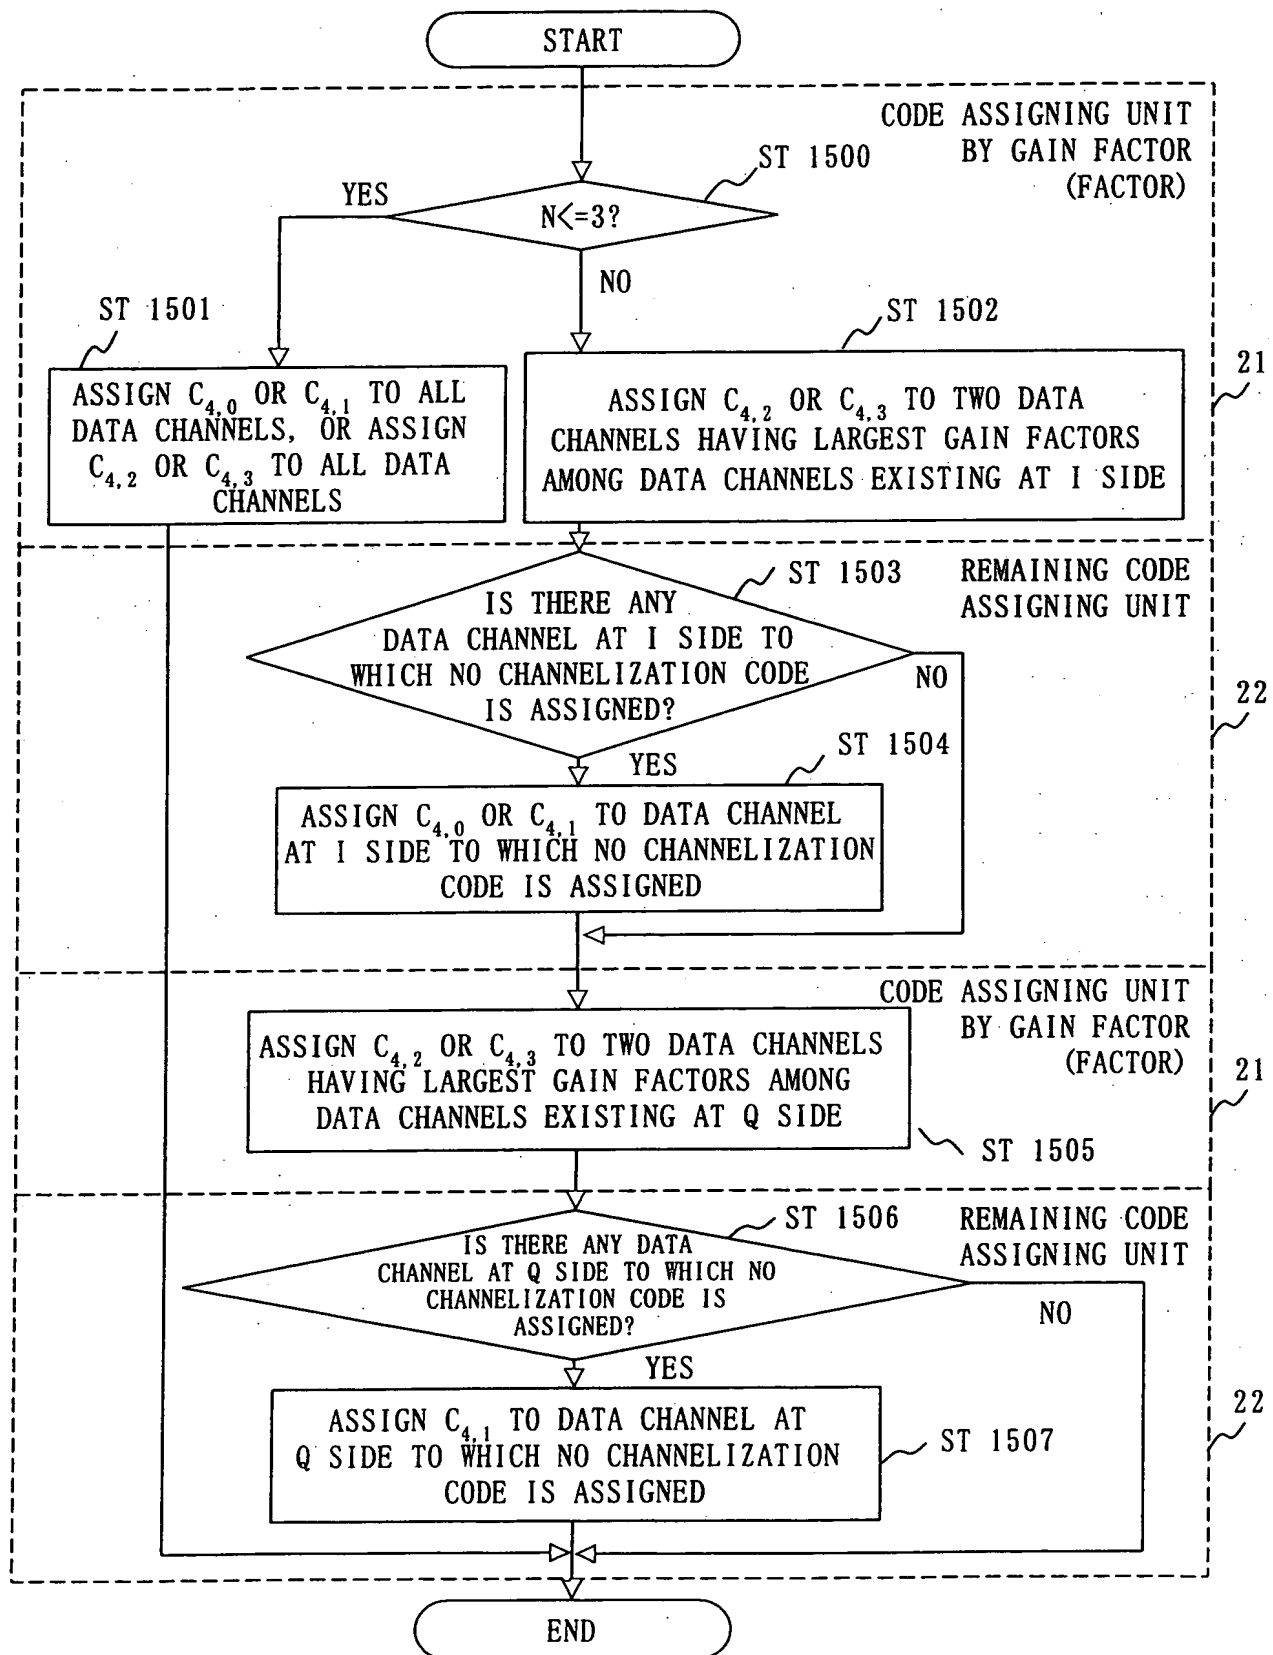 START
CODE ASSIGNING UNIT
BY GAIN FACTOR
(FACTOR)
ST 1500
YES
N<=3?
NO
ST 1501
ST 1502
21
ASSIGN C4,0 OR C4,1 TO ALL
DATA CHANNELS, OR ASSIGN
C4,2 OR C4,3 TO ALL DATA
CHANNELS
ASSIGN C4,2 OR C4,3 TO TWO DATA
CHANNELS HAVING LARGEST GAIN FACTORS
AMONG DATA CHANNELS EXISTING AT I SIDE
ST 1503
REMAINING CODE
ASSIGNING UNIT
IS THERE ANY
DATA CHANNEL AT I SIDE TO
WHICH NO CHANNELIZATION CODE
IS ASSIGNED?
NO
22
YES
ST 1504
ASSIGN C4,0 OR C4,1 TO DATA CHANNEL
AT I SIDE TO WHICH NO CHANNELIZATION
CODE IS ASSIGNED
CODE ASSIGNING UNIT
BY GAIN FACTOR
(FACTOR)
21
ASSIGN C4,2 OR C4,3 TO TWO DATA CHANNELS
HAVING LARGEST GAIN FACTORS AMONG
DATA CHANNELS EXISTING AT Q SIDE
ST 1505
ST 1506
REMAINING CODE
ASSIGNING UNIT
IS THERE ANY DATA
CHANNEL AT Q SIDE TO WHICH NO
CHANNELIZATION CODE IS
ASSIGNED?
NO
YES
22
ASSIGN C4,1 TO DATA CHANNEL AT
Q SIDE TO WHICH NO CHANNELIZATION
CODE IS ASSIGNED
ST 1507
END